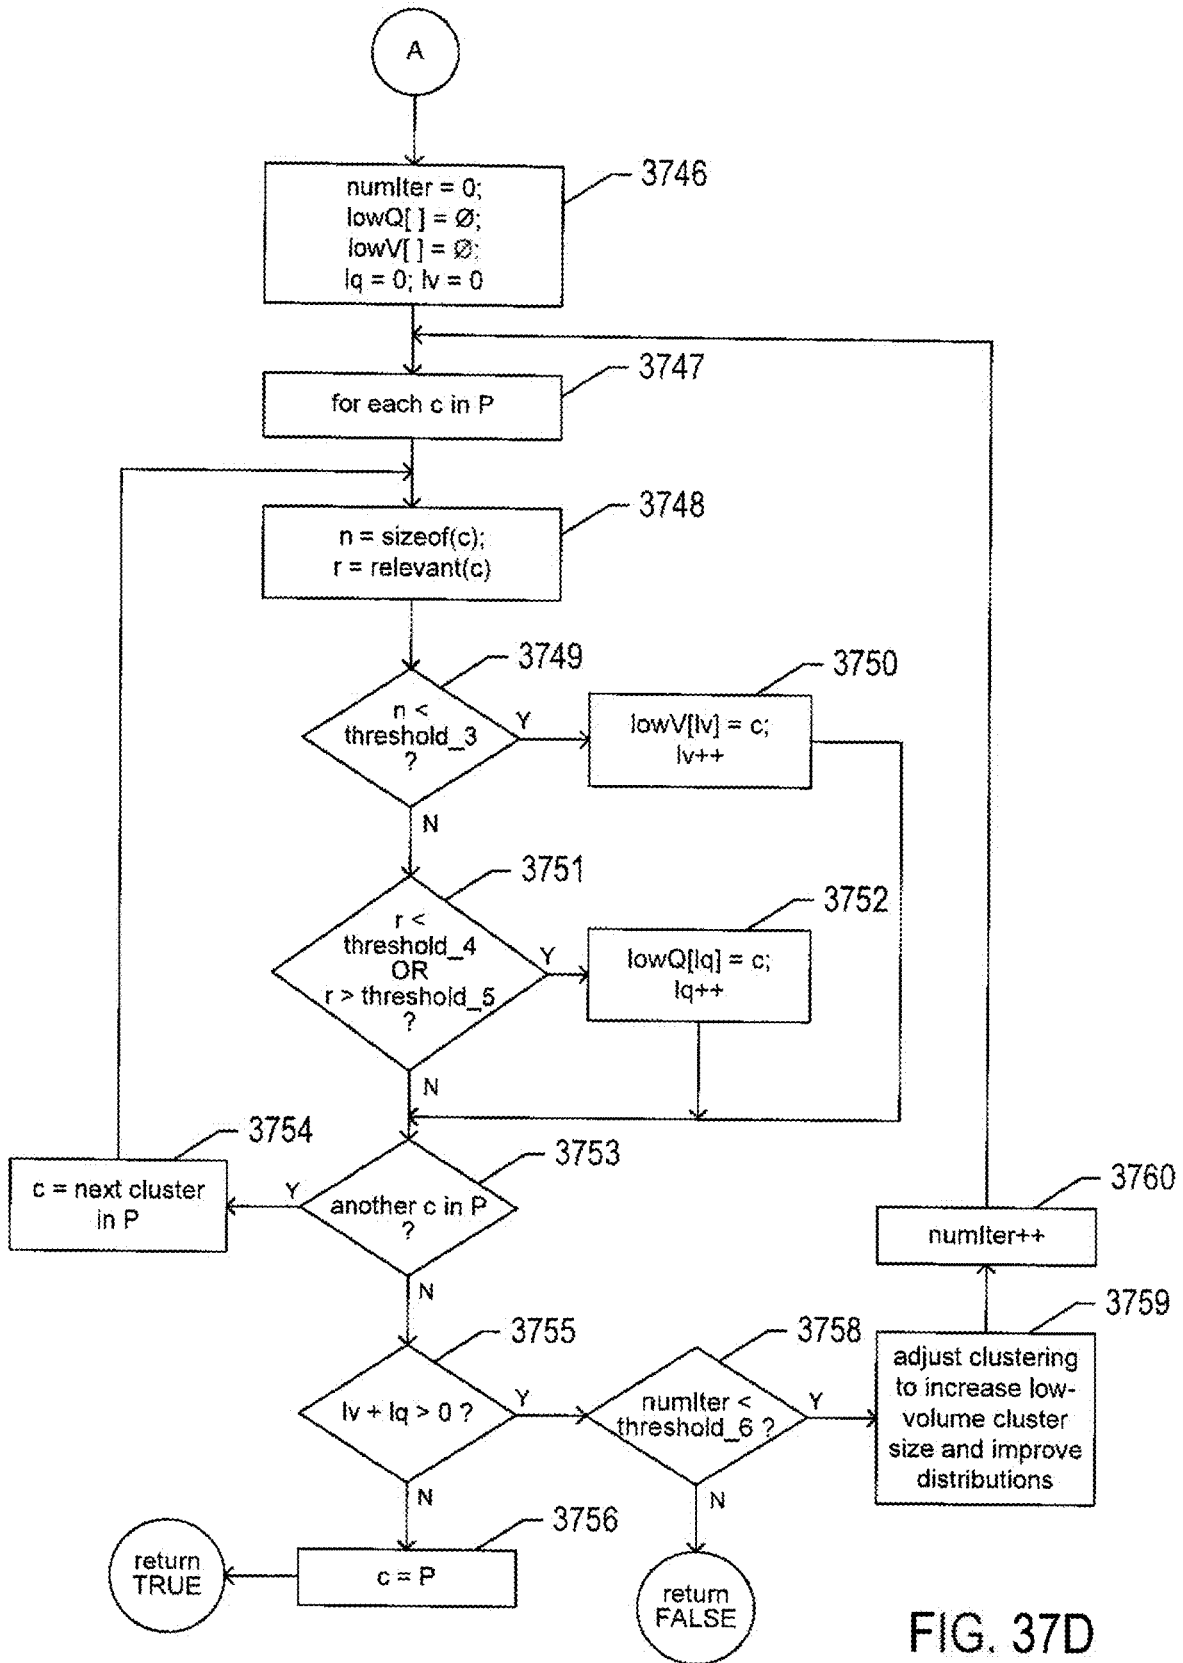 A
3746
numIter = 0;
lowQ[ ] = Ø;
lowV[ ] = Ø;
lq = 0; lv = 0
3747
for each c in P
3748
n = sizeof(c);
r = relevant(c)
3749
n <
threshold_3
?
Y
N
3750
lowV[lv] = c;
lv++
3751
r <
threshold_4
OR
r > threshold_5
?
Y
N
3752
lowQ[lq] = c;
lq++
3753
another c in P
?
Y
N
3754
c = next cluster
in P
3755
lv + lq > 0 ?
Y
N
3758
numIter <
threshold_6 ?
Y
N
3759
adjust clustering
to increase low-
volume cluster
size and improve
distributions
3760
numIter++
3756
c = P
return
TRUE
return
FALSE
FIG. 37D